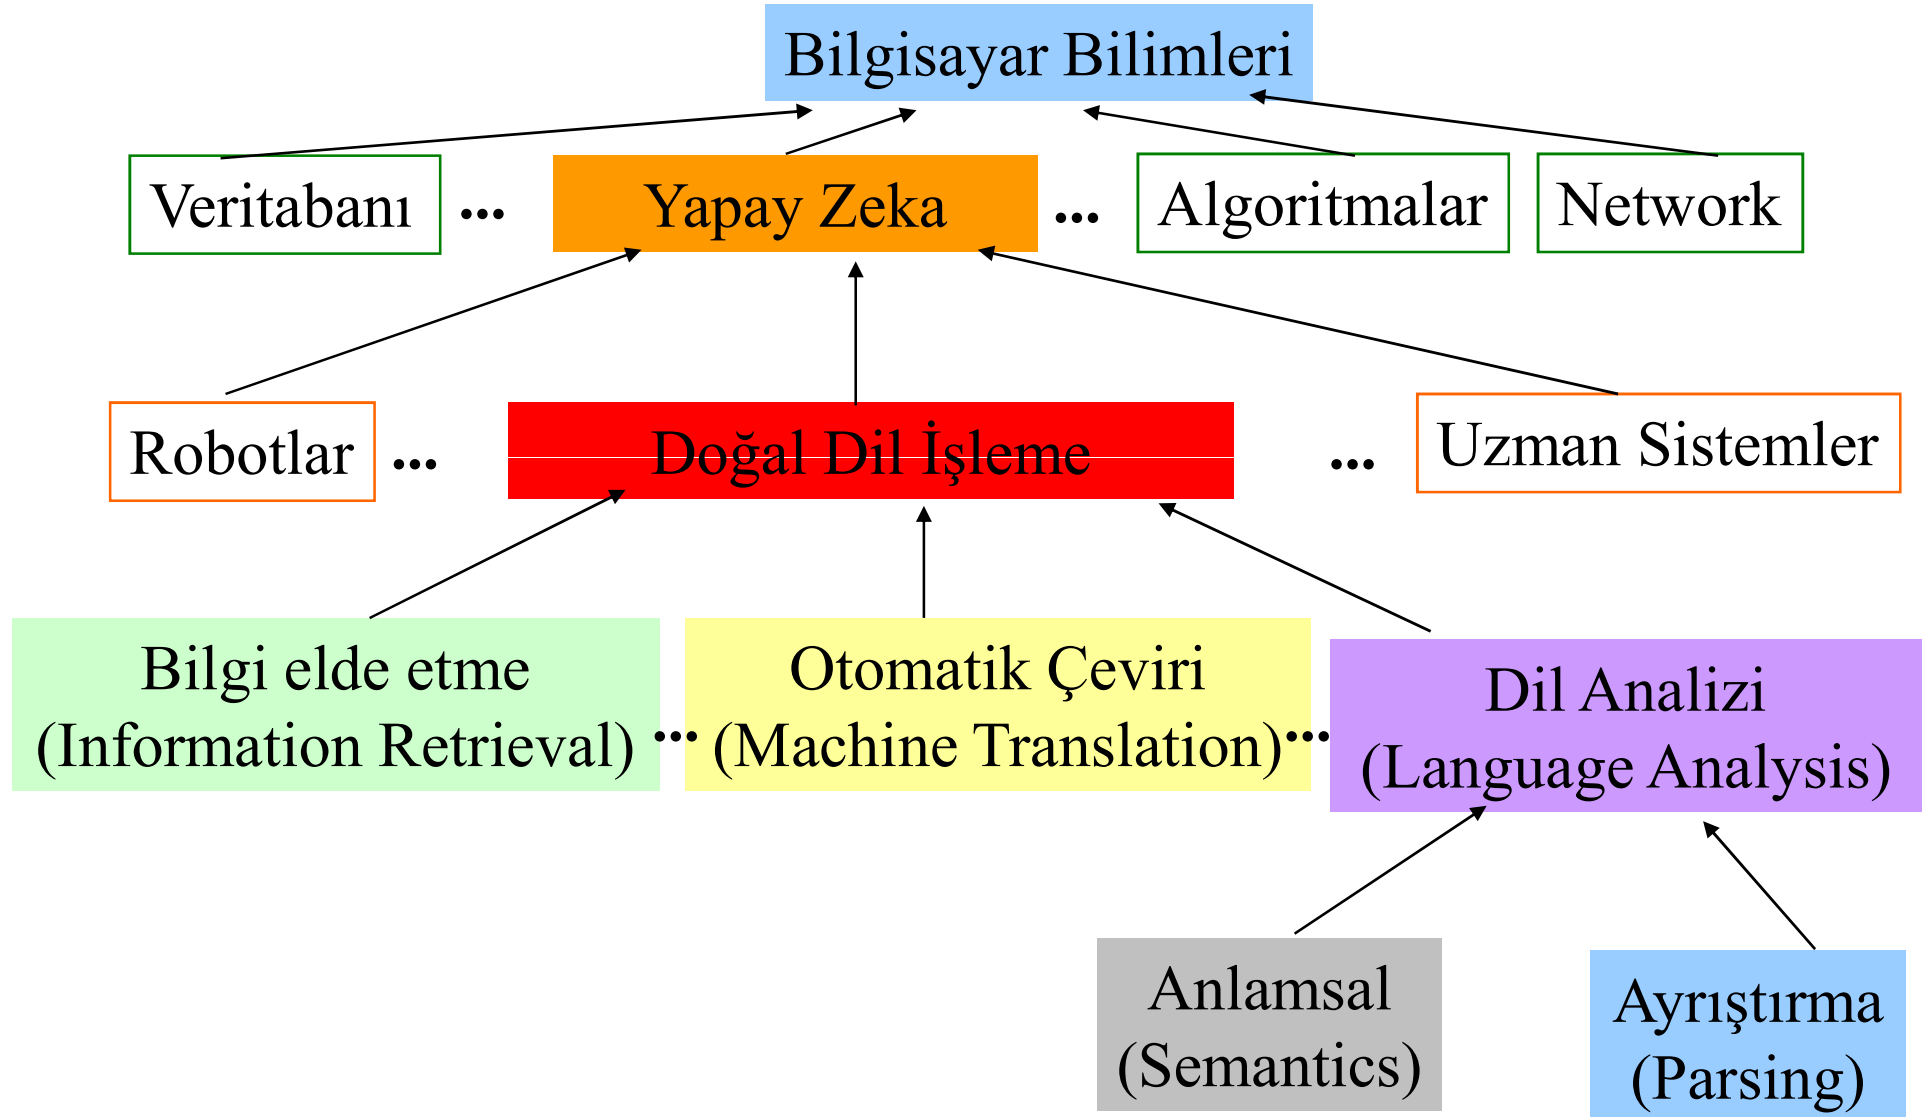 Bilgisayar Bilimleri
Veritabanı ... Yapay Zeka ... Algoritmalar Network
Robotlar ... Doğal Dil İşleme ... Uzman Sistemler
Bilgi elde etme
(Information Retrieval)
...
Otomatik Çeviri
(Machine Translation)
...
Dil Analizi
(Language Analysis)
Anlamsal
(Semantics)
Ayrıştırma
(Parsing)